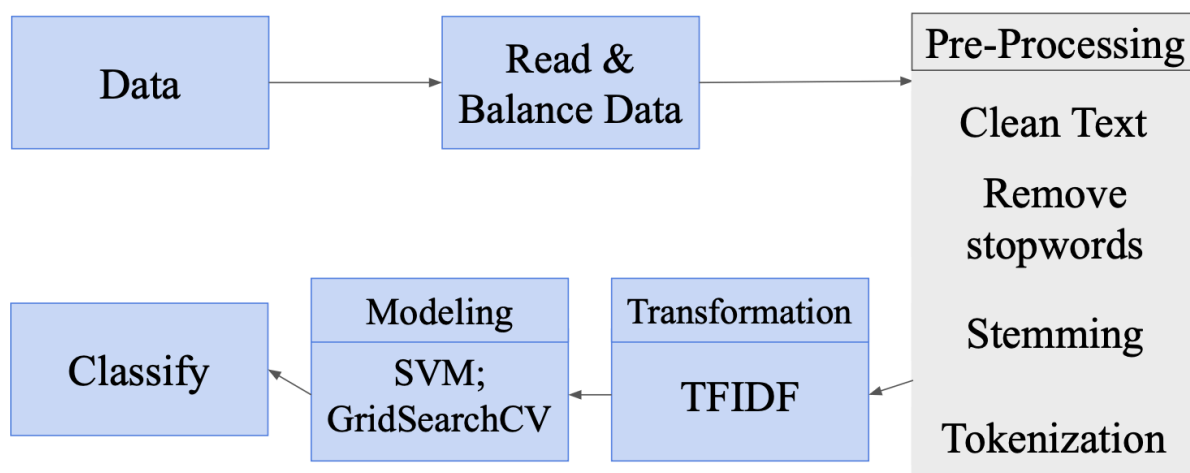 Data
Read &
Balance Data
Pre-Processing
Clean Text
Remove
stopwords
Stemming
Tokenization
Transformation
TFIDF
Modeling
SVM;
GridSearchCV
Classify